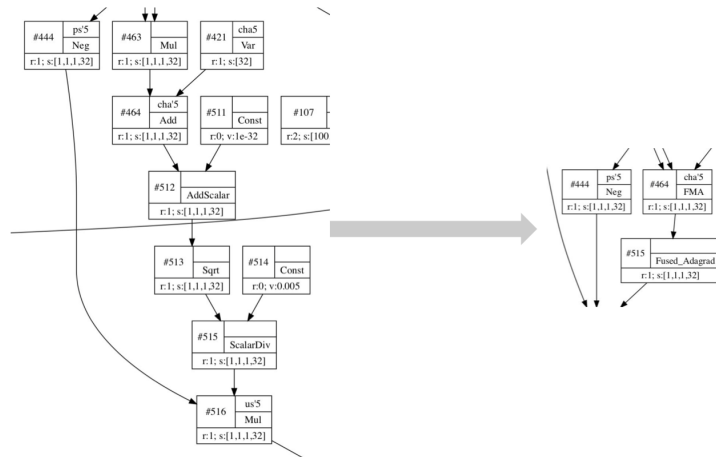 #444 ps'5 Neg
r:1; s:[1,1,1,32]
#463 Mul
r:1; s:[1,1,1,32]
#421 cha5 Var
r:1; s:[32]
#464 cha'5 Add
r:1; s:[1,1,1,32]
#511 Const
r:0; v:1e-32
#107
r:2; s:[100
#512 AddScalar
r:1; s:[1,1,1,32]
#513 Sqrt
r:1; s:[1,1,1,32]
#514 Const
r:0; v:0.005
#515 ScalarDiv
r:1; s:[1,1,1,32]
#516 us'5 Mul
r:1; s:[1,1,1,32]
#444 ps'5 Neg
r:1; s:[1,1,1,32]
#464 cha'5 FMA
r:1; s:[1,1,1,32]
#515 Fused_Adagrad
r:1; s:[1,1,1,32]